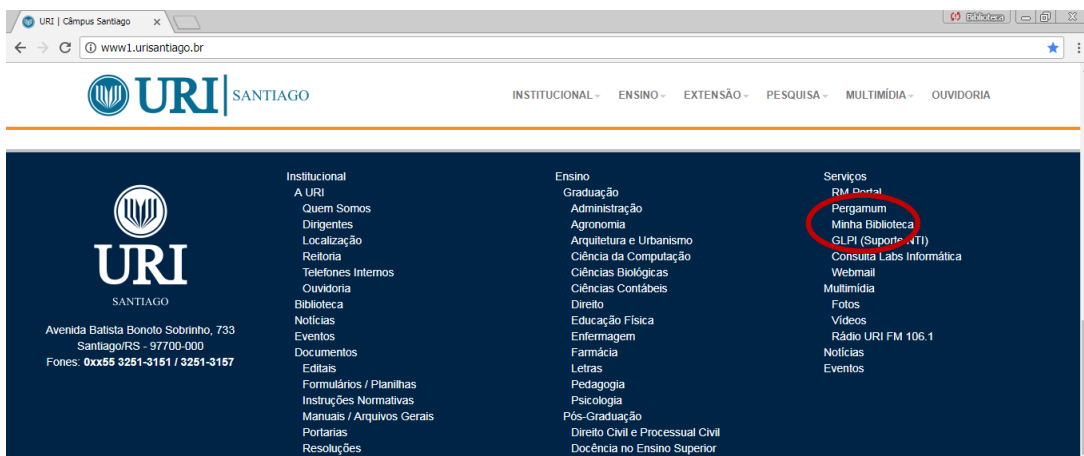 URI | Câmpus Santiago
Biblioteca
www1.urisantiago.br
URI SANTIAGO
INSTITUCIONAL ENSINO EXTENSÃO PESQUISA MULTIMÍDIA OUVIDORIA
URI
SANTIAGO
Avenida Batista Bonoto Sobrinho, 733
Santiago/RS - 97700-000
Fones: 0xx55 3251-3151 / 3251-3157
Institucional
A URI
Quem Somos
Dirigentes
Localização
Reitoria
Telefones Internos
Ouvidoria
Biblioteca
Notícias
Eventos
Documentos
Editais
Formulários / Planilhas
Instruções Normativas
Manuais / Arquivos Gerais
Portarias
Resoluções
Ensino
Graduação
Administração
Agronomia
Arquitetura e Urbanismo
Ciência da Computação
Ciências Biológicas
Ciências Contábeis
Direito
Educação Física
Enfermagem
Farmácia
Letras
Pedagogia
Psicologia
Pós-Graduação
Direito Civil e Processual Civil
Docência no Ensino Superior
Serviços
RM Portal
Pergamum
Minha Biblioteca
GLPI (Suporte NTI)
Consulta Labs Informática
Webmail
Multimídia
Fotos
Vídeos
Rádio URI FM 106.1
Notícias
Eventos